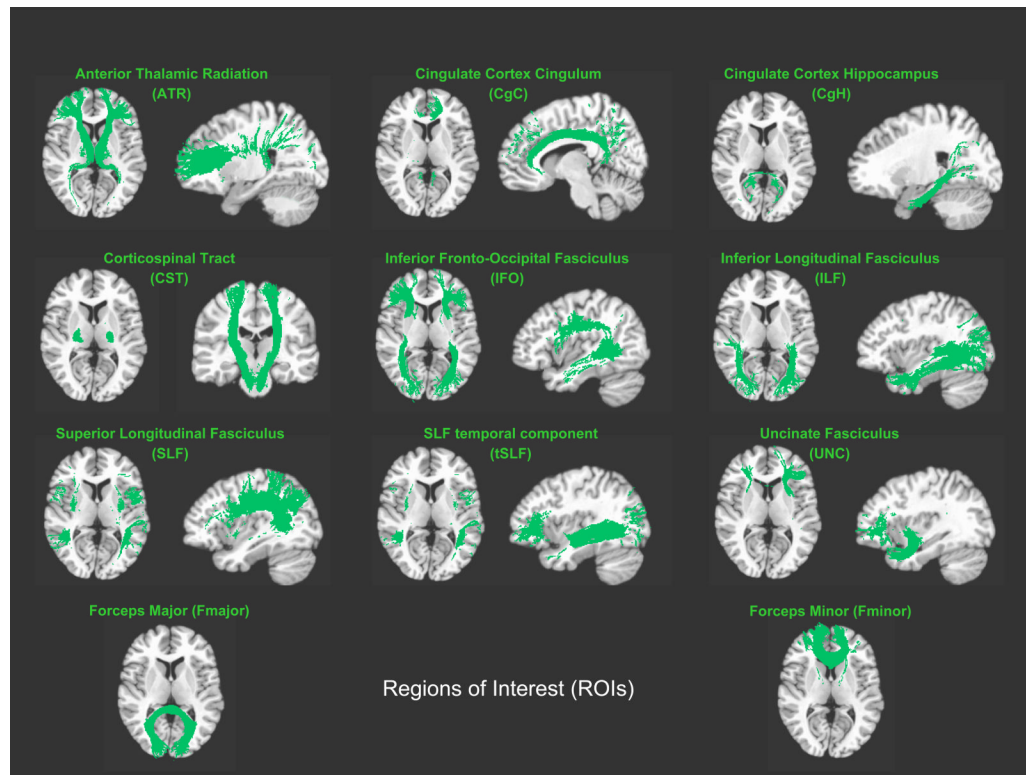 Anterior Thalamic Radiation
(ATR)
Cingulate Cortex Cingulum
(CgC)
Cingulate Cortex Hippocampus
(CgH)
Corticospinal Tract
(CST)
Inferior Fronto-Occipital Fasciculus
(IFO)
Inferior Longitudinal Fasciculus
(ILF)
Superior Longitudinal Fasciculus
(SLF)
SLF temporal component
(tSLF)
Uncinate Fasciculus
(UNC)
Forceps Major (Fmajor)
Forceps Minor (Fminor)
Regions of Interest (ROIs)